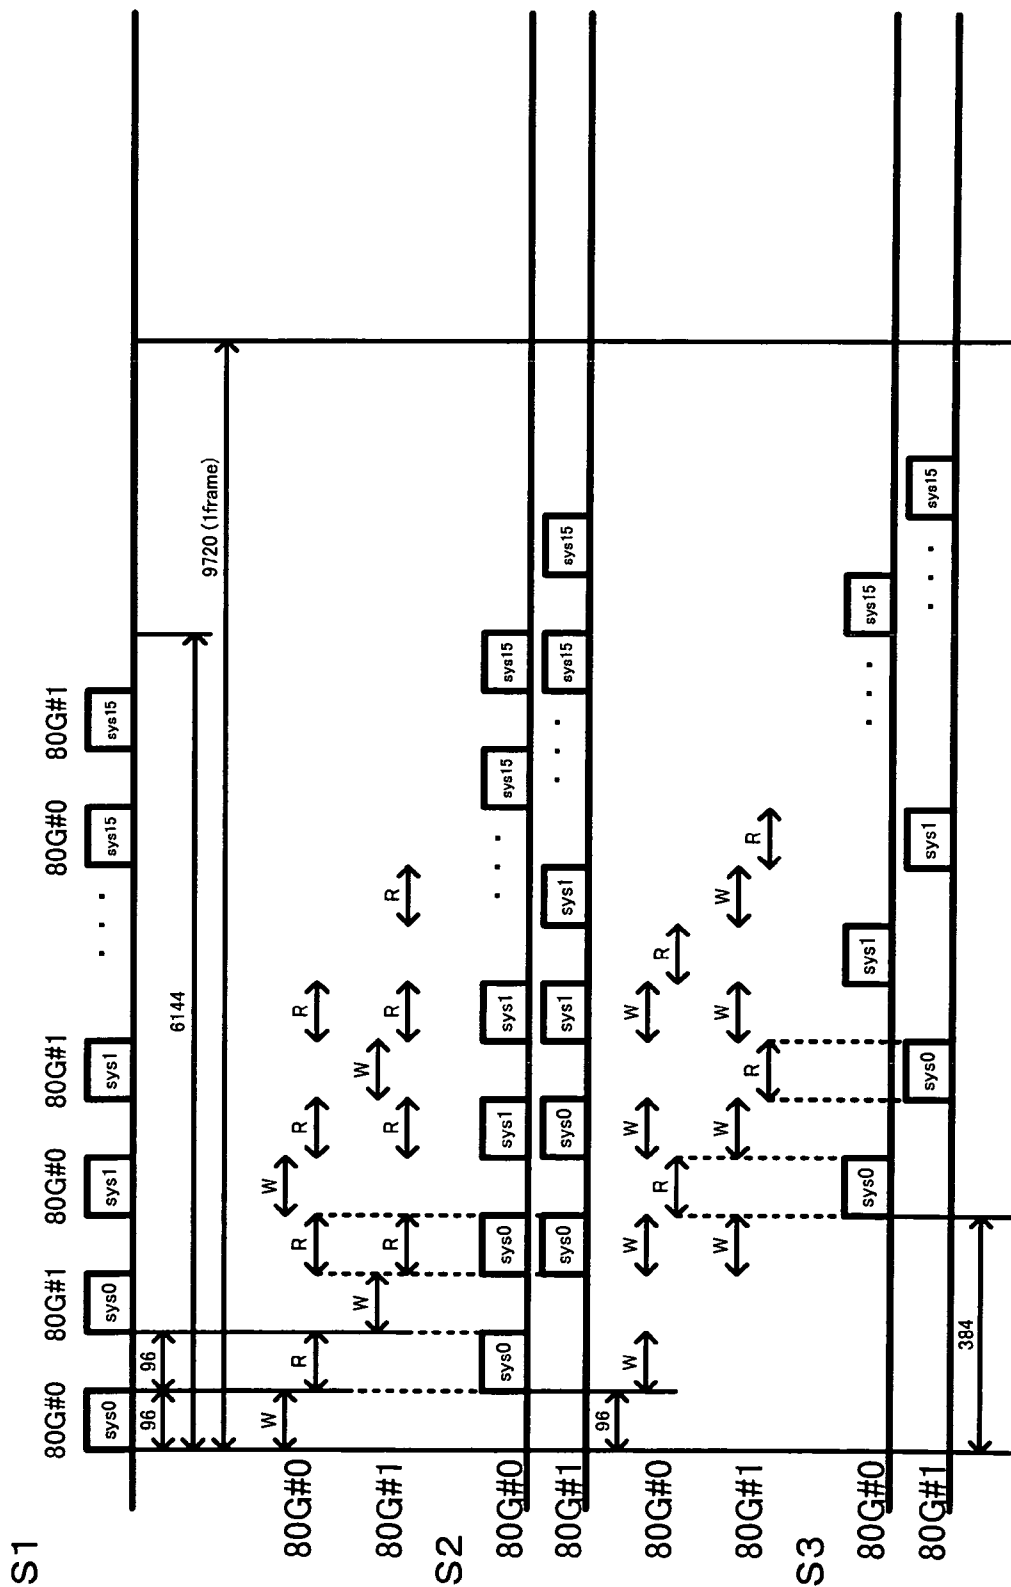 S1
80G#0 80G#1 80G#0 80G#1 . . . 80G#0 80G#1
sys0 sys0 sys1 sys1 sys15 sys15
96 96
6144
9720 (1frame)
80G#0 W R R W R R
80G#1 W R R W R R
S2
80G#0 sys0 sys0 sys1 sys1 . . . sys15 sys15
80G#1 sys0 sys0 sys1 sys1 . . . sys15 sys15
96
80G#0 W W R W W R
80G#1 W W R W W R
S3
80G#0 sys0 sys1 . . . sys15
80G#1 sys0 sys1 . . . sys15
384